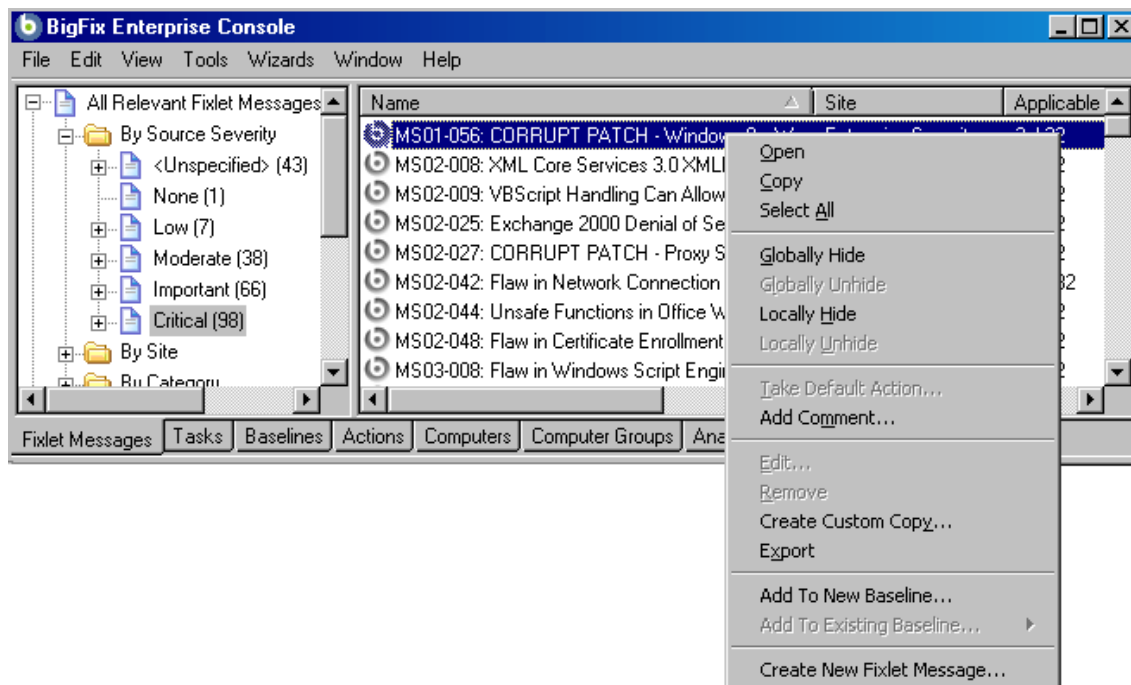 BigFix Enterprise Console
File Edit View Tools Wizards Window Help
All Relevant Fixlet Messages
By Source Severity
<Unspecified> (43)
None (1)
Low (7)
Moderate (38)
Important (66)
Critical (98)
By Site
By Category
Name Site Applicable
MS01-056: CORRUPT PATCH - Window
MS02-008: XML Core Services 3.0 XML
MS02-009: VBScript Handling Can Allow
MS02-025: Exchange 2000 Denial of Se
MS02-027: CORRUPT PATCH - Proxy S
MS02-042: Flaw in Network Connection
MS02-044: Unsafe Functions in Office W
MS02-048: Flaw in Certificate Enrollment
MS03-008: Flaw in Windows Script Engi
Open
Copy
Select All
Globally Hide
Globally Unhide
Locally Hide
Locally Unhide
Take Default Action...
Add Comment...
Edit...
Remove
Create Custom Copy...
Export
Add To New Baseline...
Add To Existing Baseline...
Create New Fixlet Message...
Fixlet Messages Tasks Baselines Actions Computers Computer Groups Ana